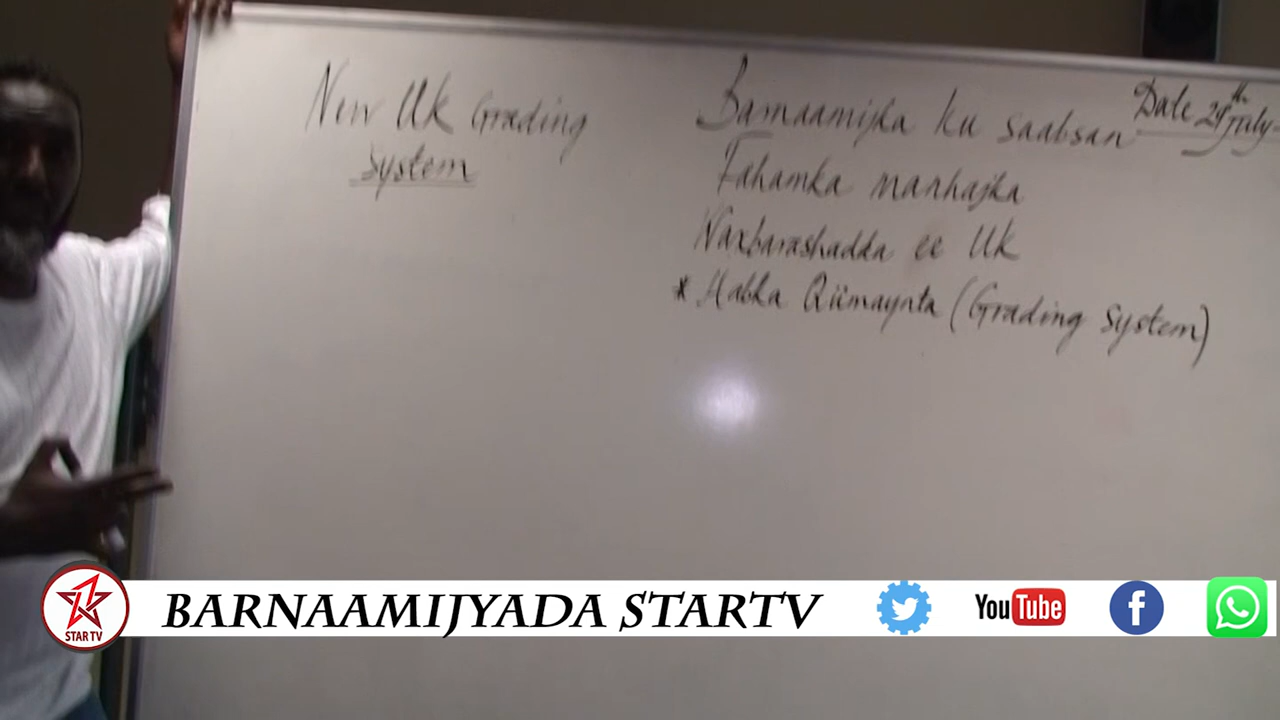 New UK Grading
system
Barnaamijka ku saabsan
Fahamka manhajka
Waxbarashadda ee UK
* Habka Qiimaynta (Grading system)
Date 29th
July
STAR TV
BARNAAMIJYADA STARTV
YouTube